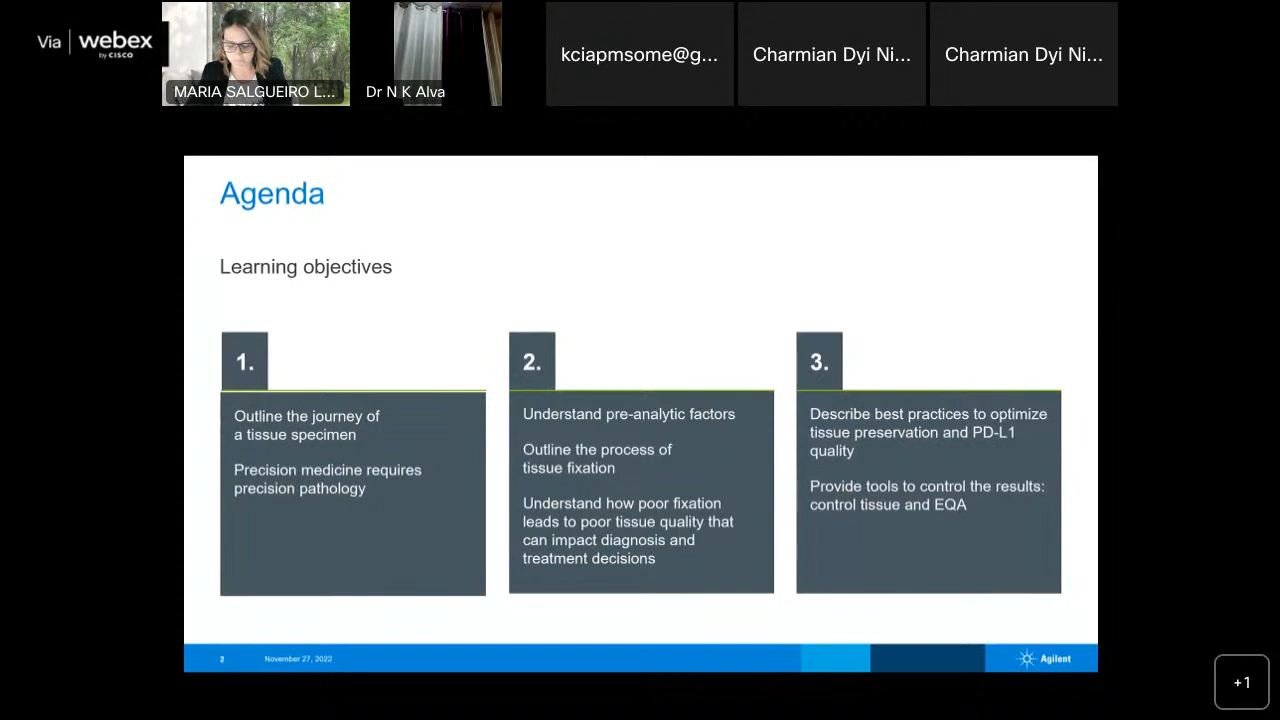 Via webex
by CISCO
MARIA SALGUEIRO L...
Dr N K Alva
kciapmsome@g...
Charmian Dyi Ni...
Charmian Dyi Ni...
Agenda
Learning objectives
1.
Outline the journey of
a tissue specimen
Precision medicine requires
precision pathology
2.
Understand pre-analytic factors
Outline the process of
tissue fixation
Understand how poor fixation
leads to poor tissue quality that
can impact diagnosis and
treatment decisions
3.
Describe best practices to optimize
tissue preservation and PD-L1
quality
Provide tools to control the results:
control tissue and EQA
2
November 27, 2022
Agilent
+1